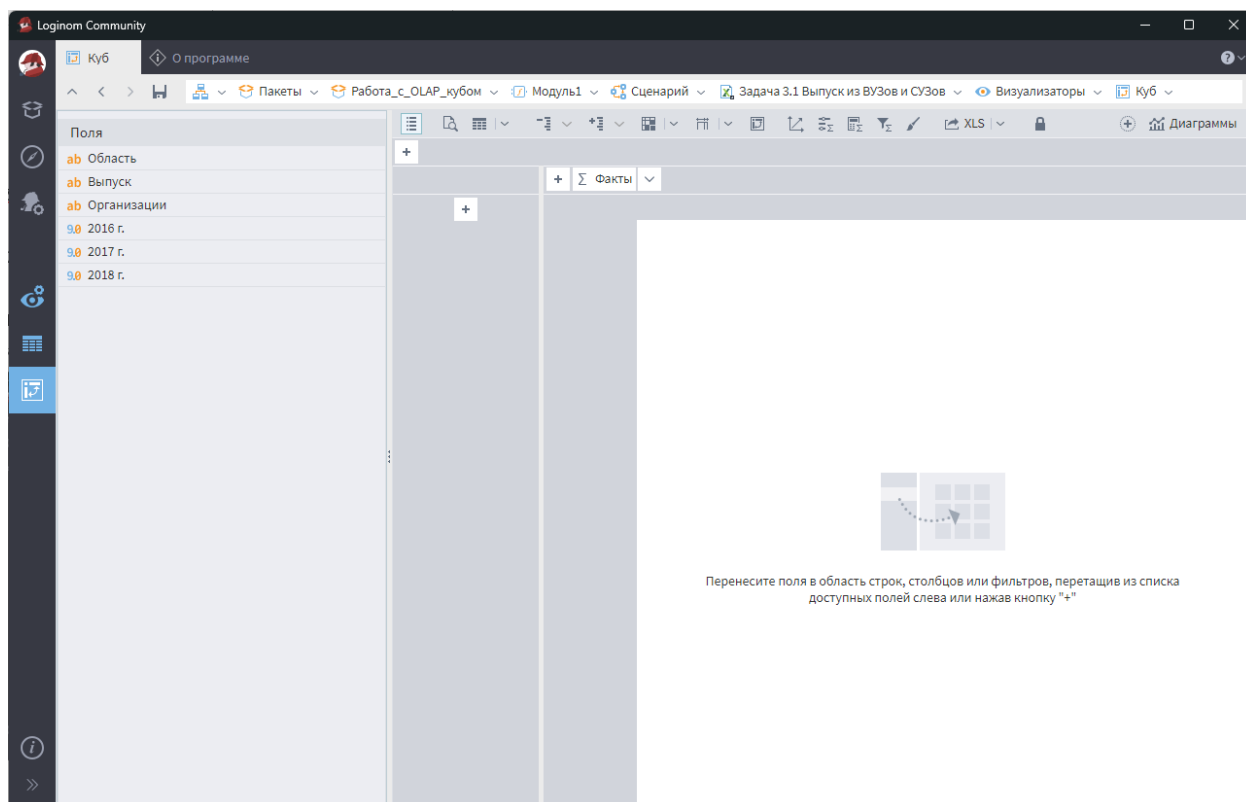 Loginom Community
Куб
О программе
Пакеты Работа_с_OLAP_кубом Модуль1 Сценарий Задача 3.1 Выпуск из ВУЗов и СУЗов Визуализаторы Куб
XLS Диаграммы
Поля
ab Область
ab Выпуск
ab Организации
9.0 2016 г.
9.0 2017 г.
9.0 2018 г.
+
+ Σ Факты
+
Перенесите поля в область строк, столбцов или фильтров, перетащив из списка
доступных полей слева или нажав кнопку "+"